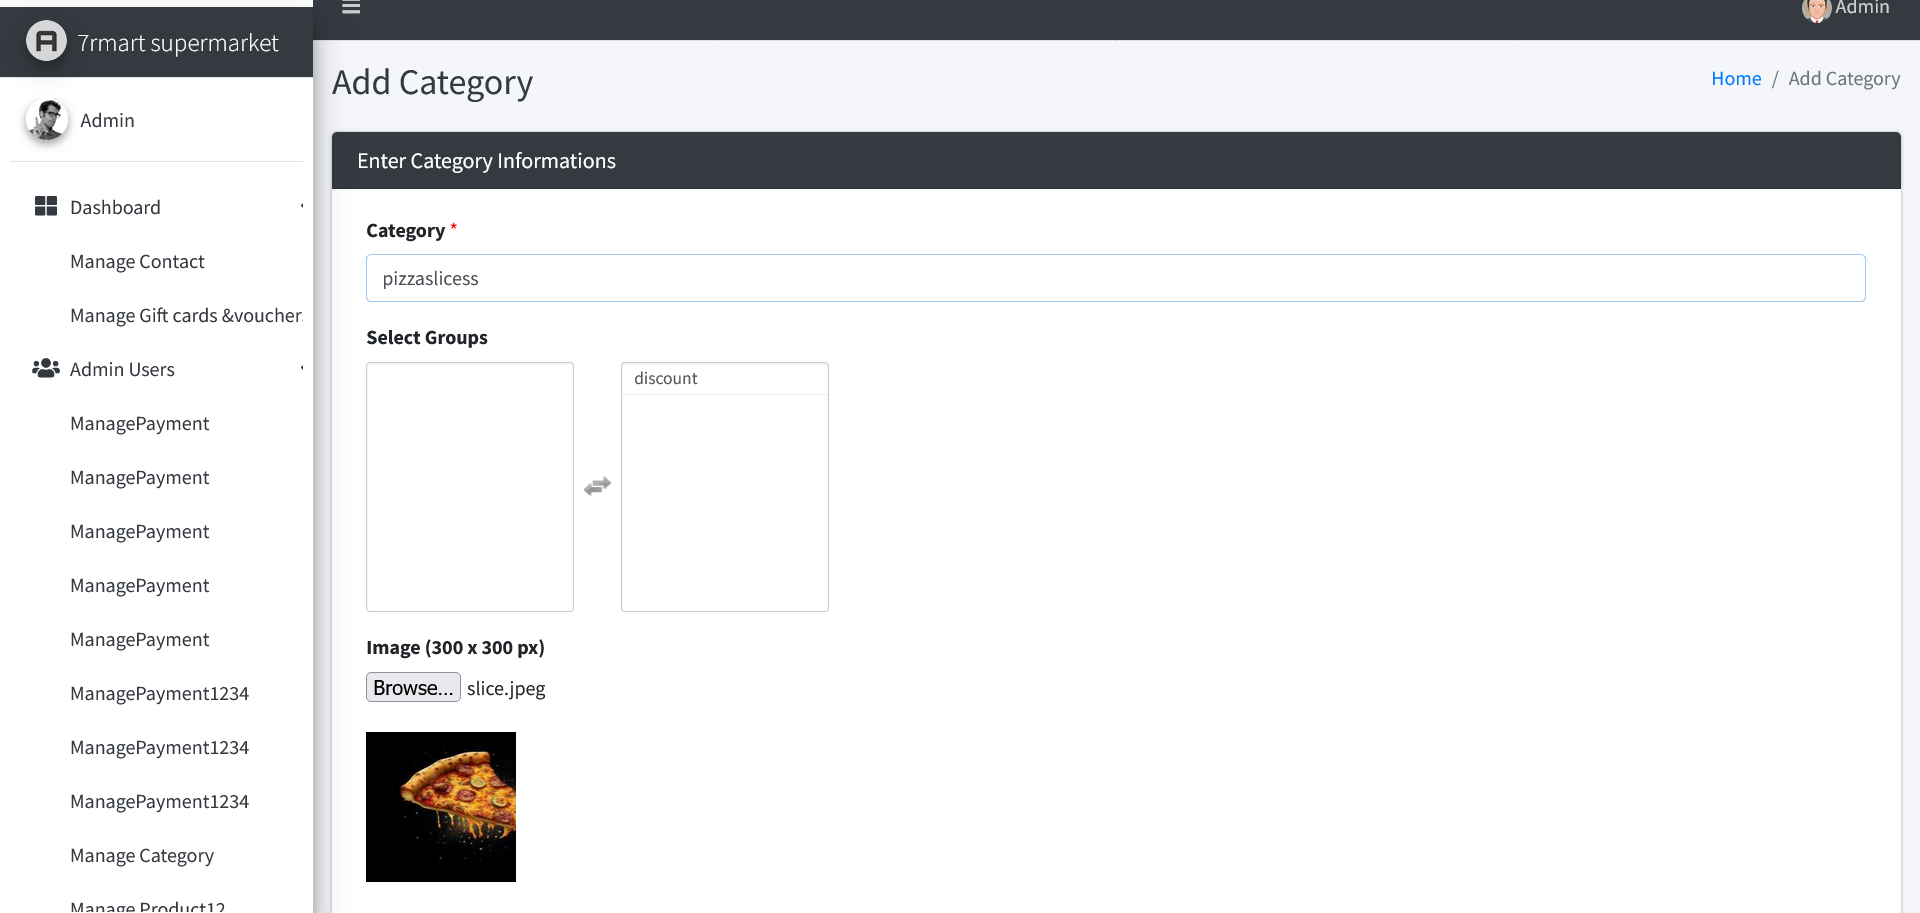 7rmart supermarket
Admin
Admin
Dashboard
Manage Contact
Manage Gift cards &voucher
Admin Users
ManagePayment
ManagePayment
ManagePayment
ManagePayment
ManagePayment
ManagePayment1234
ManagePayment1234
ManagePayment1234
Manage Category
Manage Product12
Add Category
Home / Add Category
Enter Category Informations
Category *
pizzaslicess
Select Groups
discount
Image (300 x 300 px)
Browse... slice.jpeg